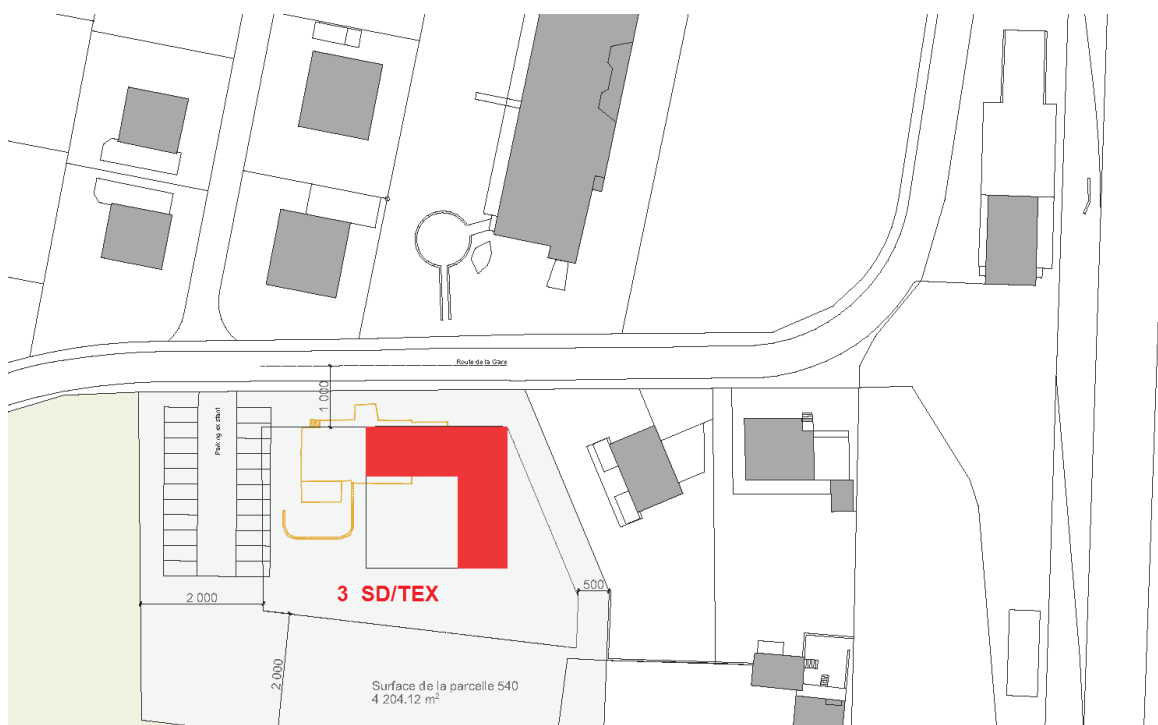 Route de la Gare
1 000
Parking existant
3 SD/TEX
500
2 000
2 000
Surface de la parcelle 540
4 204.12 m²